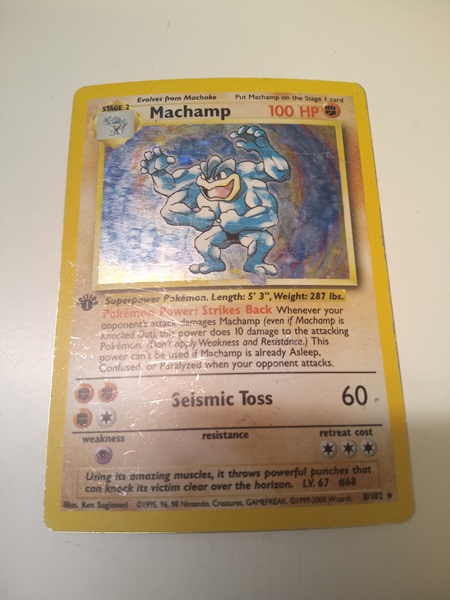 Evolves from Machoke Put Machamp on the Stage 1 card
STAGE 2
Machamp 100 HP
Superpower Pokémon. Length: 5' 3", Weight: 287 lbs.
Pokémon Power: Strikes Back Whenever your
opponent's attack damages Machamp (even if Machamp is
Knocked Out), this power does 10 damage to the attacking
Pokémon. (Don't apply Weakness and Resistance.) This
power can't be used if Machamp is already Asleep,
Confused, or Paralyzed when your opponent attacks.
Seismic Toss 60
weakness resistance retreat cost
Using its amazing muscles, it throws powerful punches that
can knock its victim clear over the horizon. LV. 67 #68
Illus. Ken Sugimori ©1995, 96, 98 Nintendo, Creatures, GAMEFREAK. ©1999-2000 Wizards. 8/102 ★